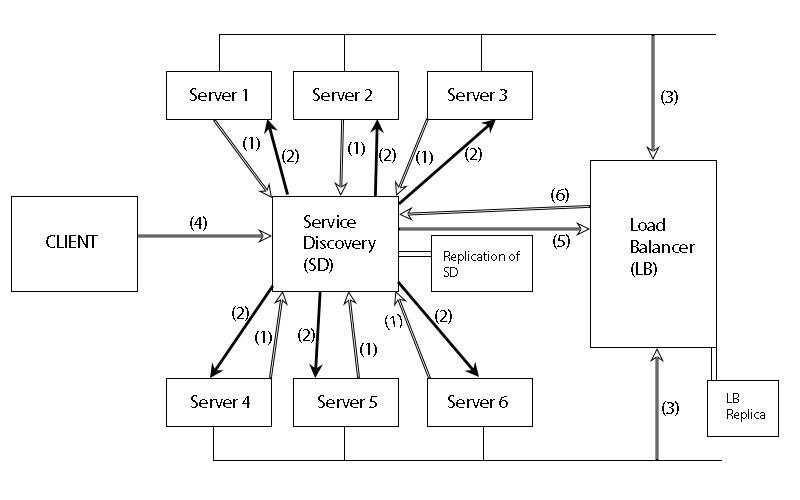 Server 1
Server 2
Server 3
(3)
(1)
(2)
(1)
(2)
(1)
(2)
(6)
CLIENT
(4)
Service
Discovery
(SD)
(5)
Load
Balancer
(LB)
Replication of
SD
(2)
(1)
(2)
(1)
(1)
(2)
Server 4
Server 5
Server 6
(3)
LB
Replica